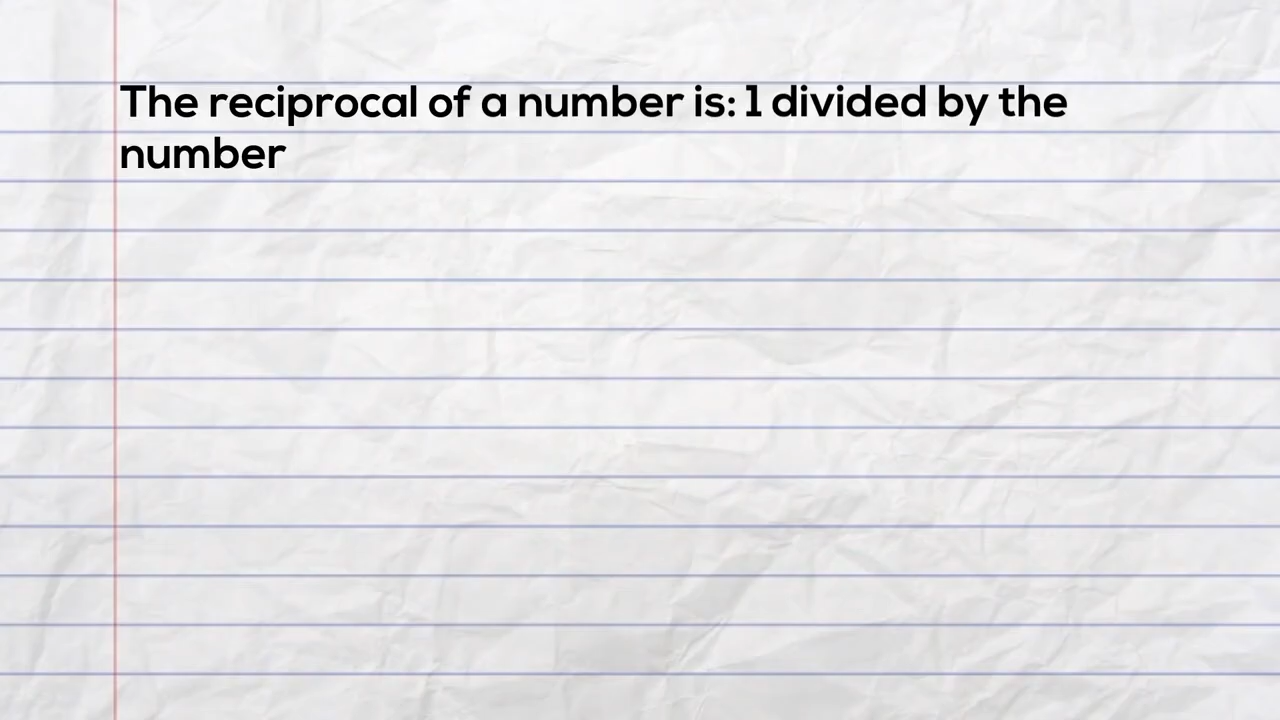 The reciprocal of a number is: 1 divided by the
number